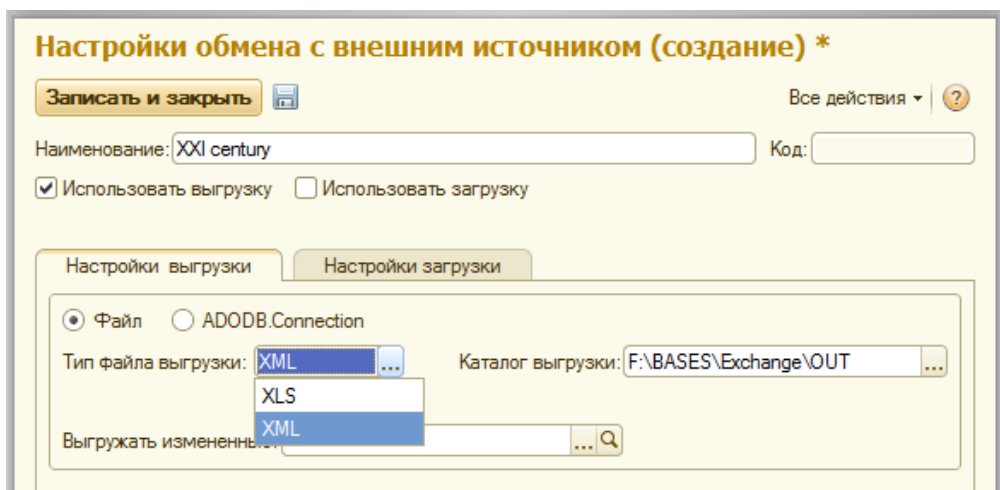 Настройки обмена с внешним источником (создание) *
Записать и закрыть Все действия ?
Наименование: XXI century Код:
Использовать выгрузку Использовать загрузку
Настройки выгрузки Настройки загрузки
Файл ADODB.Connection
Тип файла выгрузки: XML ... Каталог выгрузки: F:\BASES\Exchange\OUT ...
XLS
XML
Выгружать ...